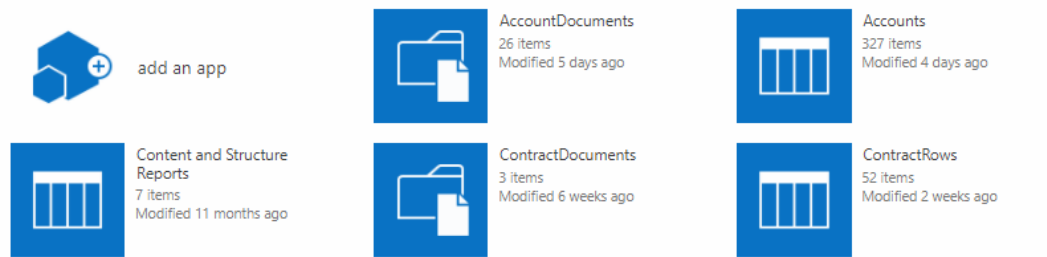 add an app
AccountDocuments
26 items
Modified 5 days ago
Accounts
327 items
Modified 4 days ago
Content and Structure
Reports
7 items
Modified 11 months ago
ContractDocuments
3 items
Modified 6 weeks ago
ContractRows
52 items
Modified 2 weeks ago